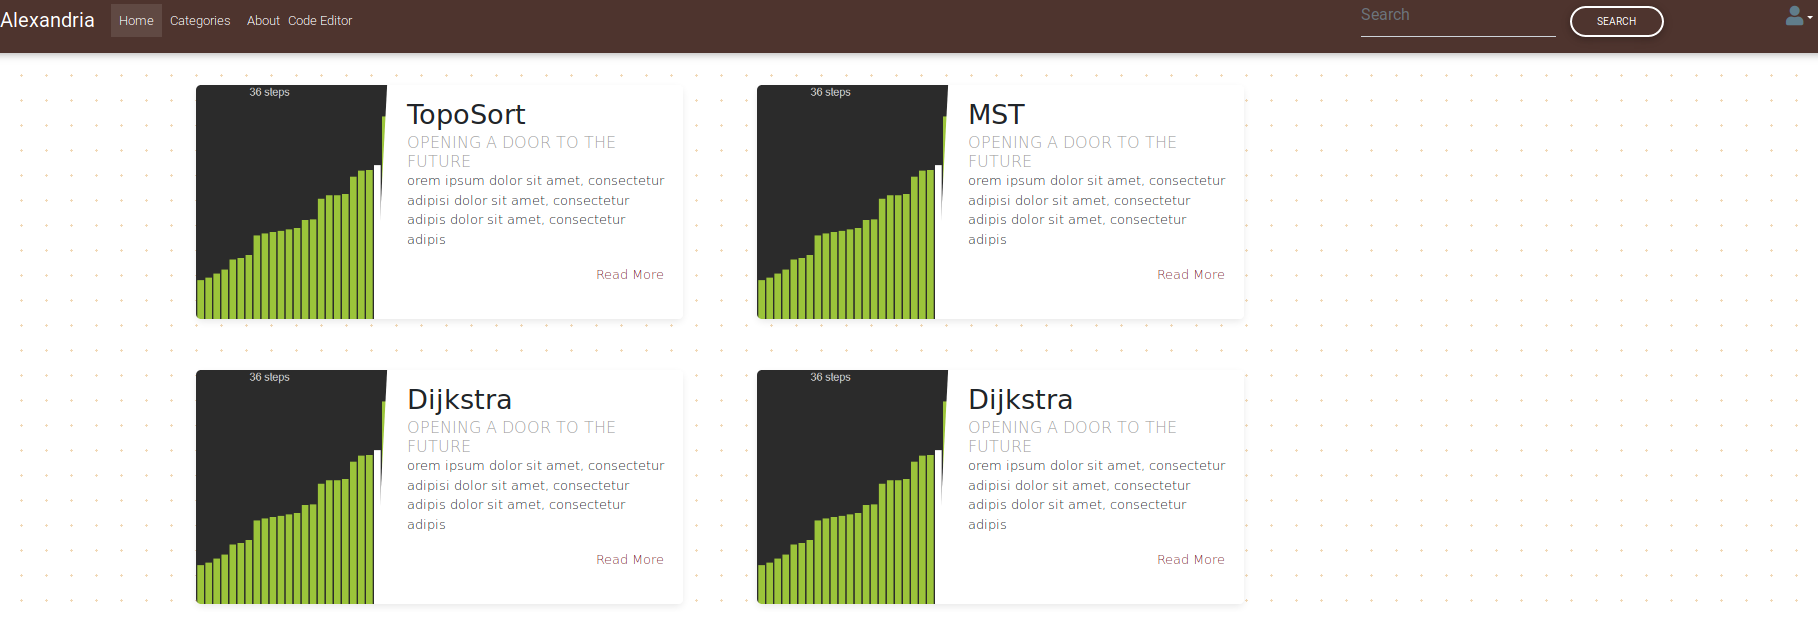 Alexandria Home Categories About Code Editor Search SEARCH
36 steps
TopoSort
OPENING A DOOR TO THE
FUTURE
orem ipsum dolor sit amet, consectetur
adipisi dolor sit amet, consectetur
adipis dolor sit amet, consectetur
adipis
Read More
36 steps
MST
OPENING A DOOR TO THE
FUTURE
orem ipsum dolor sit amet, consectetur
adipisi dolor sit amet, consectetur
adipis dolor sit amet, consectetur
adipis
Read More
36 steps
Dijkstra
OPENING A DOOR TO THE
FUTURE
orem ipsum dolor sit amet, consectetur
adipisi dolor sit amet, consectetur
adipis dolor sit amet, consectetur
adipis
Read More
36 steps
Dijkstra
OPENING A DOOR TO THE
FUTURE
orem ipsum dolor sit amet, consectetur
adipisi dolor sit amet, consectetur
adipis dolor sit amet, consectetur
adipis
Read More